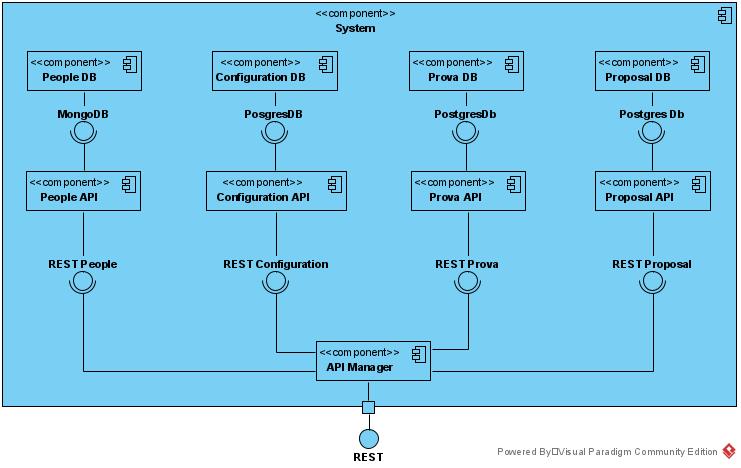 <<component>>
System
<<component>>
People DB
<<component>>
Configuration DB
<<component>>
Prova DB
<<component>>
Proposal DB
MongoDB
PosgresDB
PostgresDb
Postgres Db
<<component>>
People API
<<component>>
Configuration API
<<component>>
Prova API
<<component>>
Proposal API
REST People
REST Configuration
REST Prova
REST Proposal
<<component>>
API Manager
REST
Powered By Visual Paradigm Community Edition